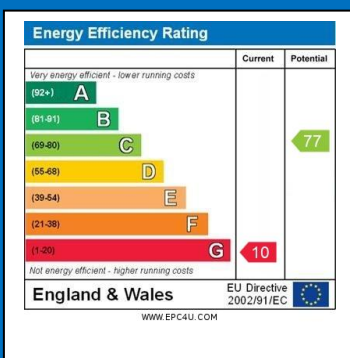 Energy Efficiency Rating
Current Potential
Very energy efficient - lower running costs
(92+) A
(81-91) B
(69-80) C 77
(55-68) D
(39-54) E
(21-38) F
(1-20) G 10
Not energy efficient - higher running costs
England & Wales EU Directive 2002/91/EC
WWW.EPC4U.COM